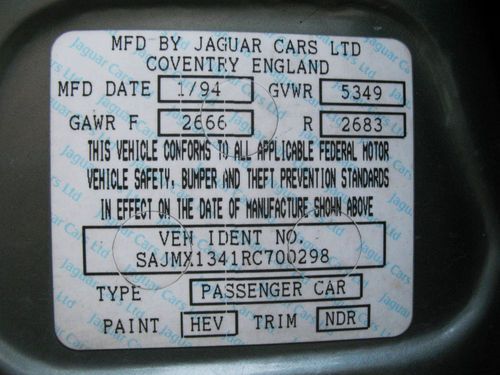 MFD BY JAGUAR CARS LTD
COVENTRY ENGLAND
MFD DATE 1/94 GVWR 5349
GAWR F 2666 R 2683
THIS VEHICLE CONFORMS TO ALL APPLICABLE FEDERAL MOTOR
VEHICLE SAFETY, BUMPER AND THEFT PREVENTION STANDARDS
IN EFFECT ON THE DATE OF MANUFACTURE SHOWN ABOVE
VEH IDENT NO.
SAJMX1341RC700298
TYPE PASSENGER CAR
PAINT HEV TRIM NDR